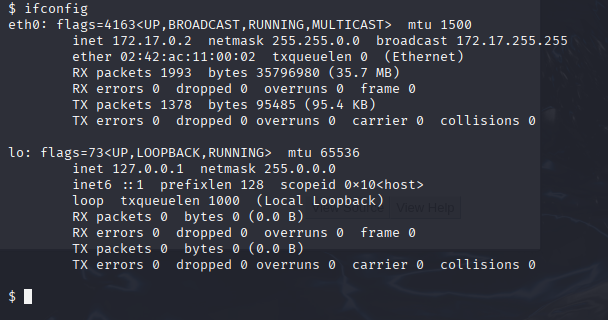 $ ifconfig
eth0: flags=4163<UP,BROADCAST,RUNNING,MULTICAST>  mtu 1500
        inet 172.17.0.2  netmask 255.255.0.0  broadcast 172.17.255.255
        ether 02:42:ac:11:00:02  txqueuelen 0  (Ethernet)
        RX packets 1993  bytes 35796980 (35.7 MB)
        RX errors 0  dropped 0  overruns 0  frame 0
        TX packets 1378  bytes 95485 (95.4 KB)
        TX errors 0  dropped 0 overruns 0  carrier 0  collisions 0

lo: flags=73<UP,LOOPBACK,RUNNING>  mtu 65536
        inet 127.0.0.1  netmask 255.0.0.0
        inet6 ::1  prefixlen 128  scopeid 0×10<host>
        loop  txqueuelen 1000  (Local Loopback)
        RX packets 0  bytes 0 (0.0 B)
        RX errors 0  dropped 0  overruns 0  frame 0
        TX packets 0  bytes 0 (0.0 B)
        TX errors 0  dropped 0 overruns 0  carrier 0  collisions 0

$
View Help